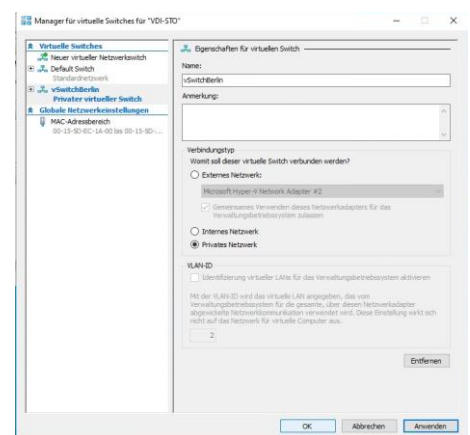 Manager für virtuelle Switches für "VDI-STO"
Virtuelle Switches
Neuer virtueller Netzwerkswitch
Default Switch
Standardnetzwerk
vSwitchBerlin
Privater virtueller Switch
Globale Netzwerkeinstellungen
MAC-Adressbereich
00-15-5D-EC-1A-00 bis 00-15-5D-...
Eigenschaften für virtuellen Switch
Name:
vSwitchBerlin
Anmerkung:
Verbindungstyp
Womit soll dieser virtuelle Switch verbunden werden?
Externes Netzwerk:
Microsoft Hyper-V Network Adapter #2
Gemeinsames Verwenden dieses Netzwerkadapters für das
Verwaltungsbetriebssystem zulassen
Internes Netzwerk
Privates Netzwerk
VLAN-ID
Identifizierung virtueller LANs für das Verwaltungsbetriebssystem aktivieren
Mit der VLAN-ID wird das virtuelle LAN angegeben, das vom
Verwaltungsbetriebssystem für die gesamte, über diesen Netzwerkadapter
abgewickelte Netzwerkkommunikation verwendet wird. Diese Einstellung wirkt sich
nicht auf das Netzwerk für virtuelle Computer aus.
2
Entfernen
OK
Abbrechen
Anwenden